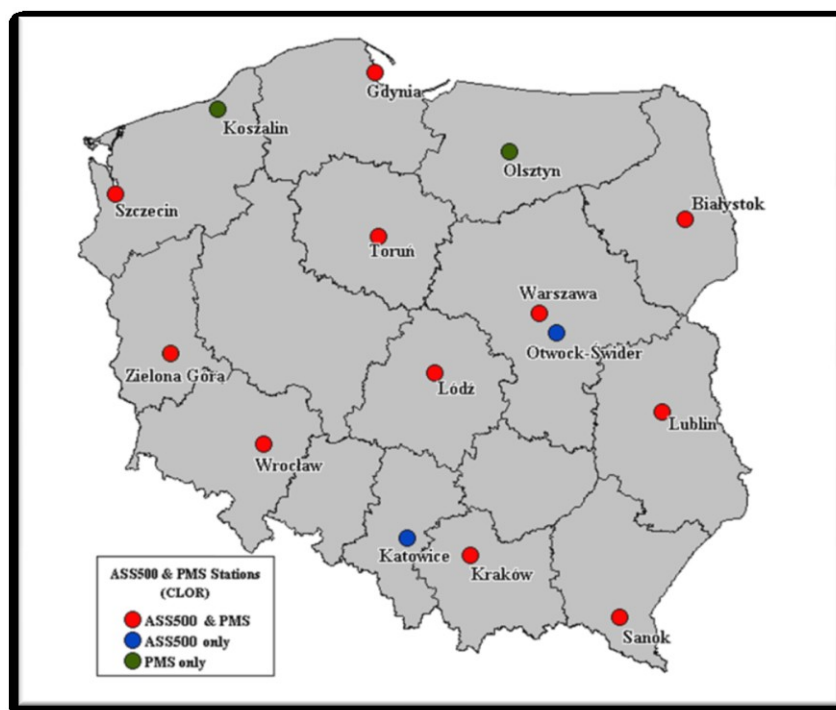 Gdynia
Koszalin
Olsztyn
Szczecin
Białystok
Toruń
Warszawa
Otwock-Świder
Zielona Góra
Łódź
Lublin
Wrocław
Katowice
Kraków
Sanok
ASS500 & PMS Stations
(CLOR)
ASS500 & PMS
ASS500 only
PMS only